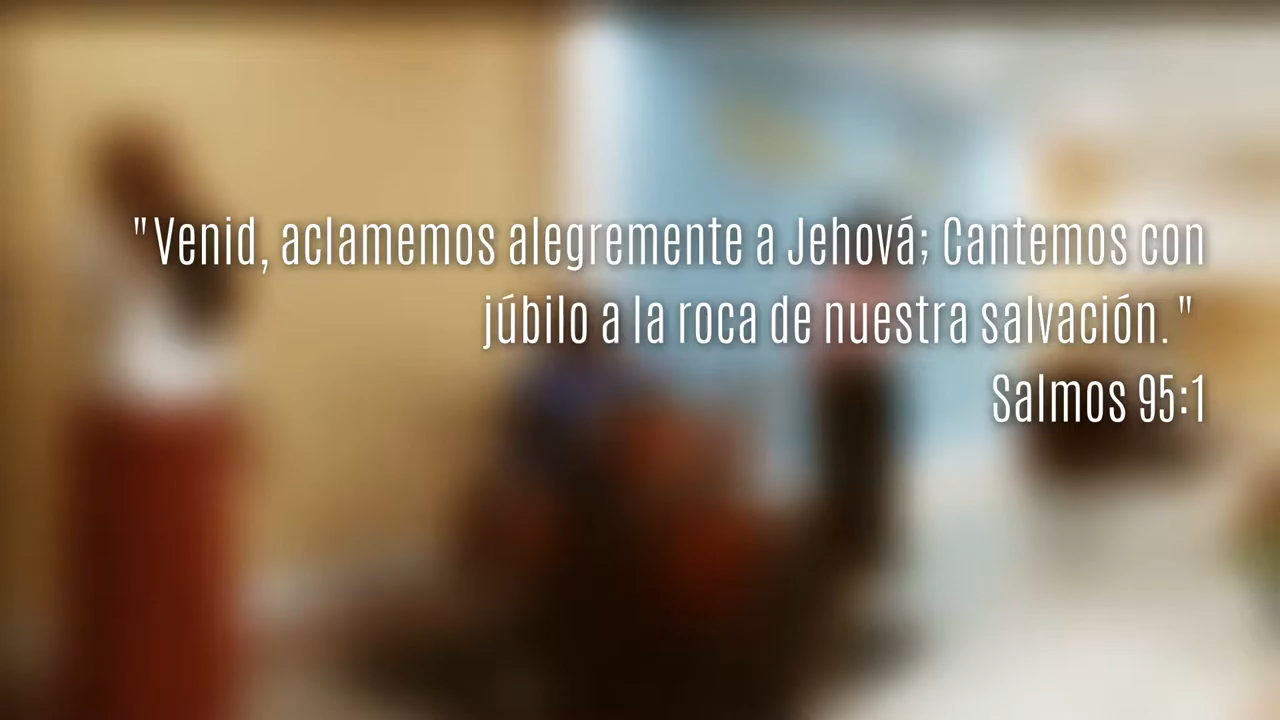 "Venid, aclamemos alegremente a Jehová; Cantemos con
júbilo a la roca de nuestra salvación. "
Salmos 95:1